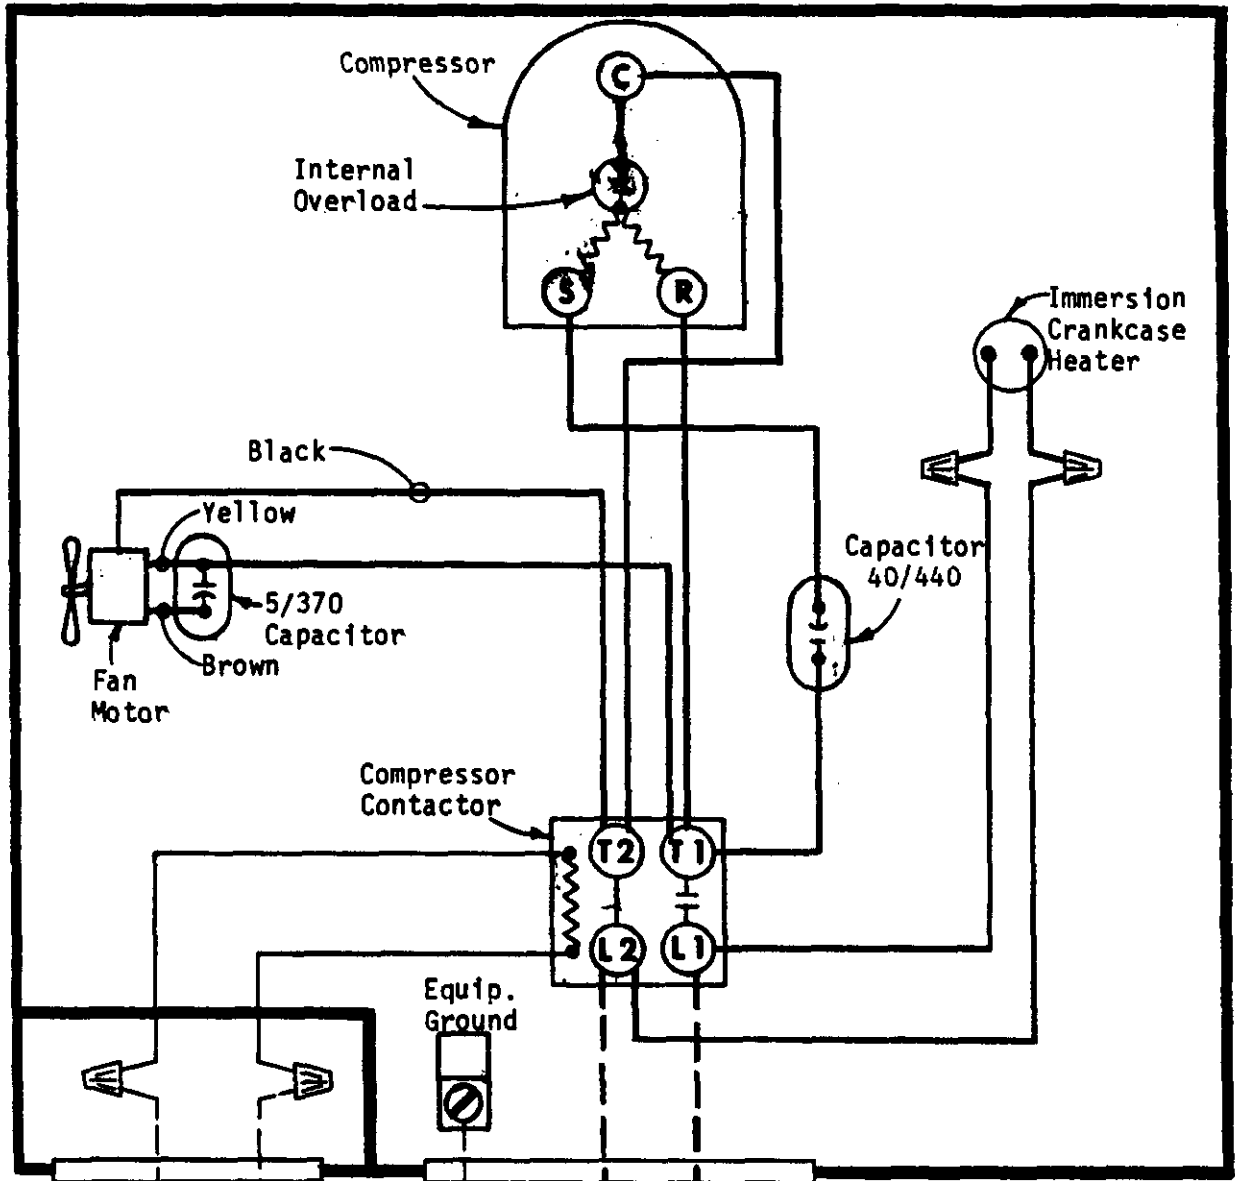 Compressor
C
Internal
Overload
S
R
Immersion
Crankcase
Heater
Black
Yellow
Capacitor
40/440
5/370
Capacitor
Brown
Fan
Motor
Compressor
Contactor
T2
T1
L2
L1
Equip.
Ground